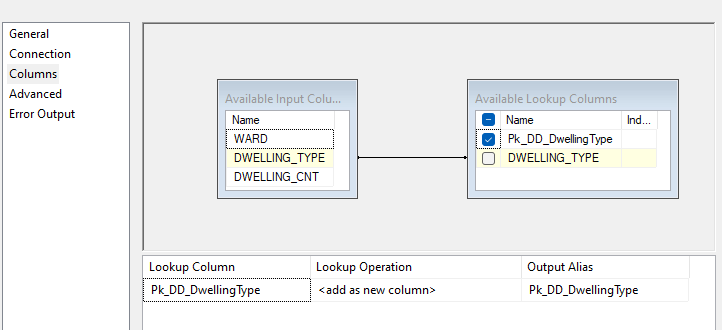 General
Connection
Columns
Advanced
Error Output
Available Input Colu...
Name
WARD
DWELLING_TYPE
DWELLING_CNT
Available Lookup Columns
Name Ind...
Pk_DD_DwellingType
DWELLING_TYPE
Lookup Column Lookup Operation Output Alias
Pk_DD_DwellingType <add as new column> Pk_DD_DwellingType